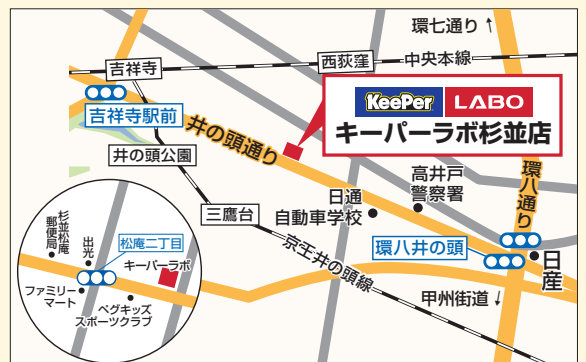 環七通り↑
中央本線
西荻窪
吉祥寺
KeePer LABO
キーパーラボ杉並店
吉祥寺駅前
井の頭通り
井の頭公園
環八通り
高井戸
警察署
日通
自動車学校
三鷹台
環八井の頭
日産
京王井の頭線
甲州街道↓
杉並松庵
郵便局
出光
松庵二丁目
キーパーラボ
ファミリー
マート
ペグキッズ
スポーツクラブ